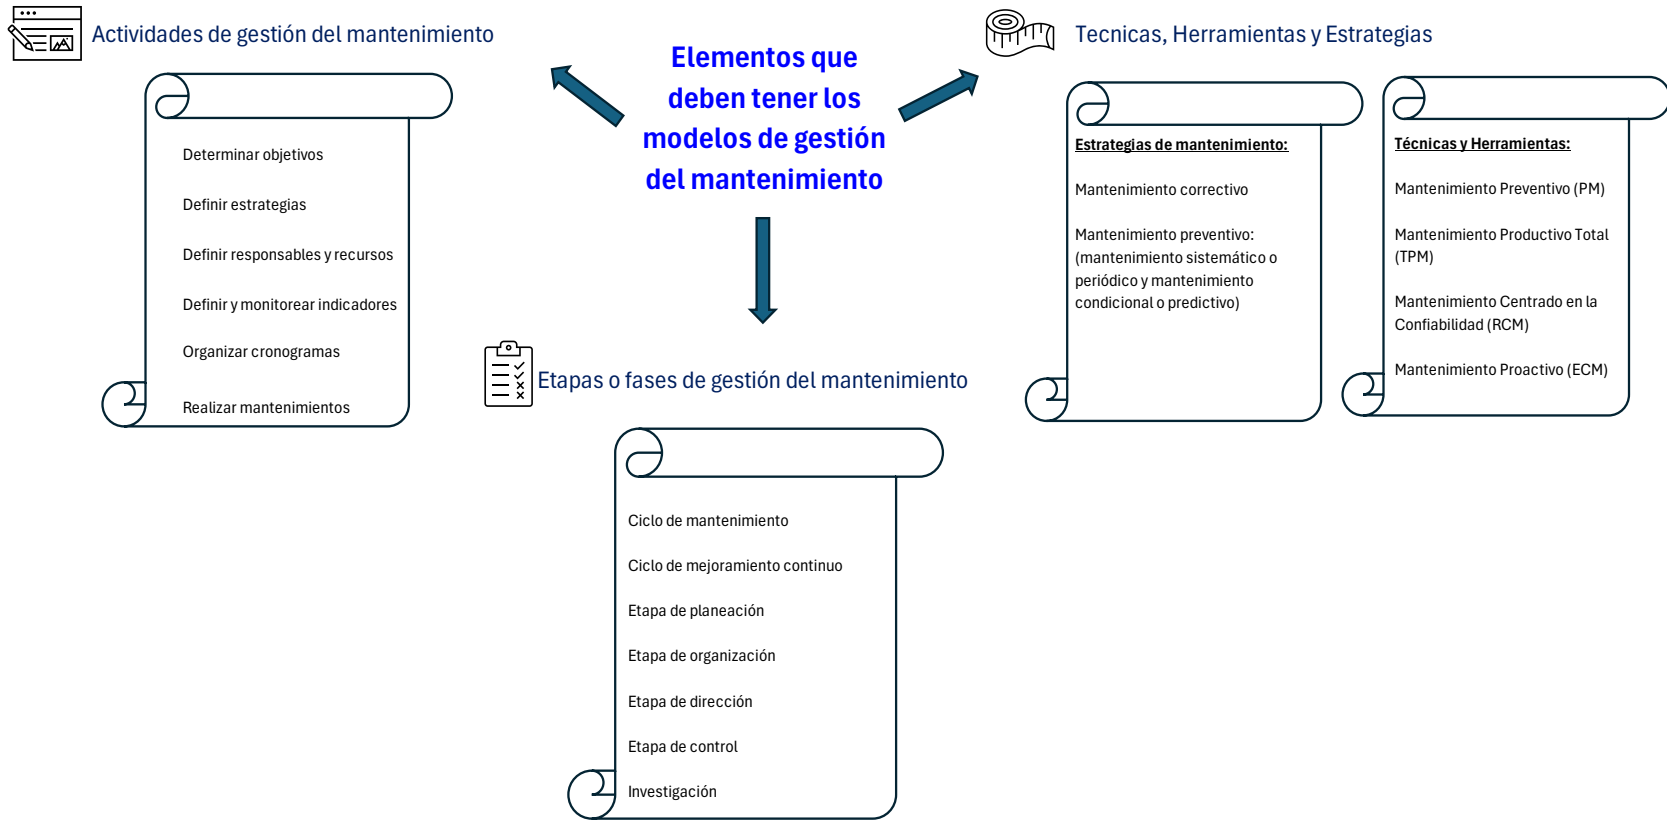 Actividades de gestión del mantenimiento
Elementos que
deben tener los
modelos de gestión
del mantenimiento
Tecnicas, Herramientas y Estrategias
Determinar objetivos
Definir estrategias
Definir responsables y recursos
Definir y monitorear indicadores
Organizar cronogramas
Realizar mantenimientos
Estrategias de mantenimiento:
Mantenimiento correctivo
Mantenimiento preventivo:
(mantenimiento sistemático o
periódico y mantenimiento
condicional o predictivo)
Técnicas y Herramientas:
Mantenimiento Preventivo (PM)
Mantenimiento Productivo Total
(TPM)
Mantenimiento Centrado en la
Confiabilidad (RCM)
Mantenimiento Proactivo (ECM)
Etapas o fases de gestión del mantenimiento
Ciclo de mantenimiento
Ciclo de mejoramiento continuo
Etapa de planeación
Etapa de organización
Etapa de dirección
Etapa de control
Investigación